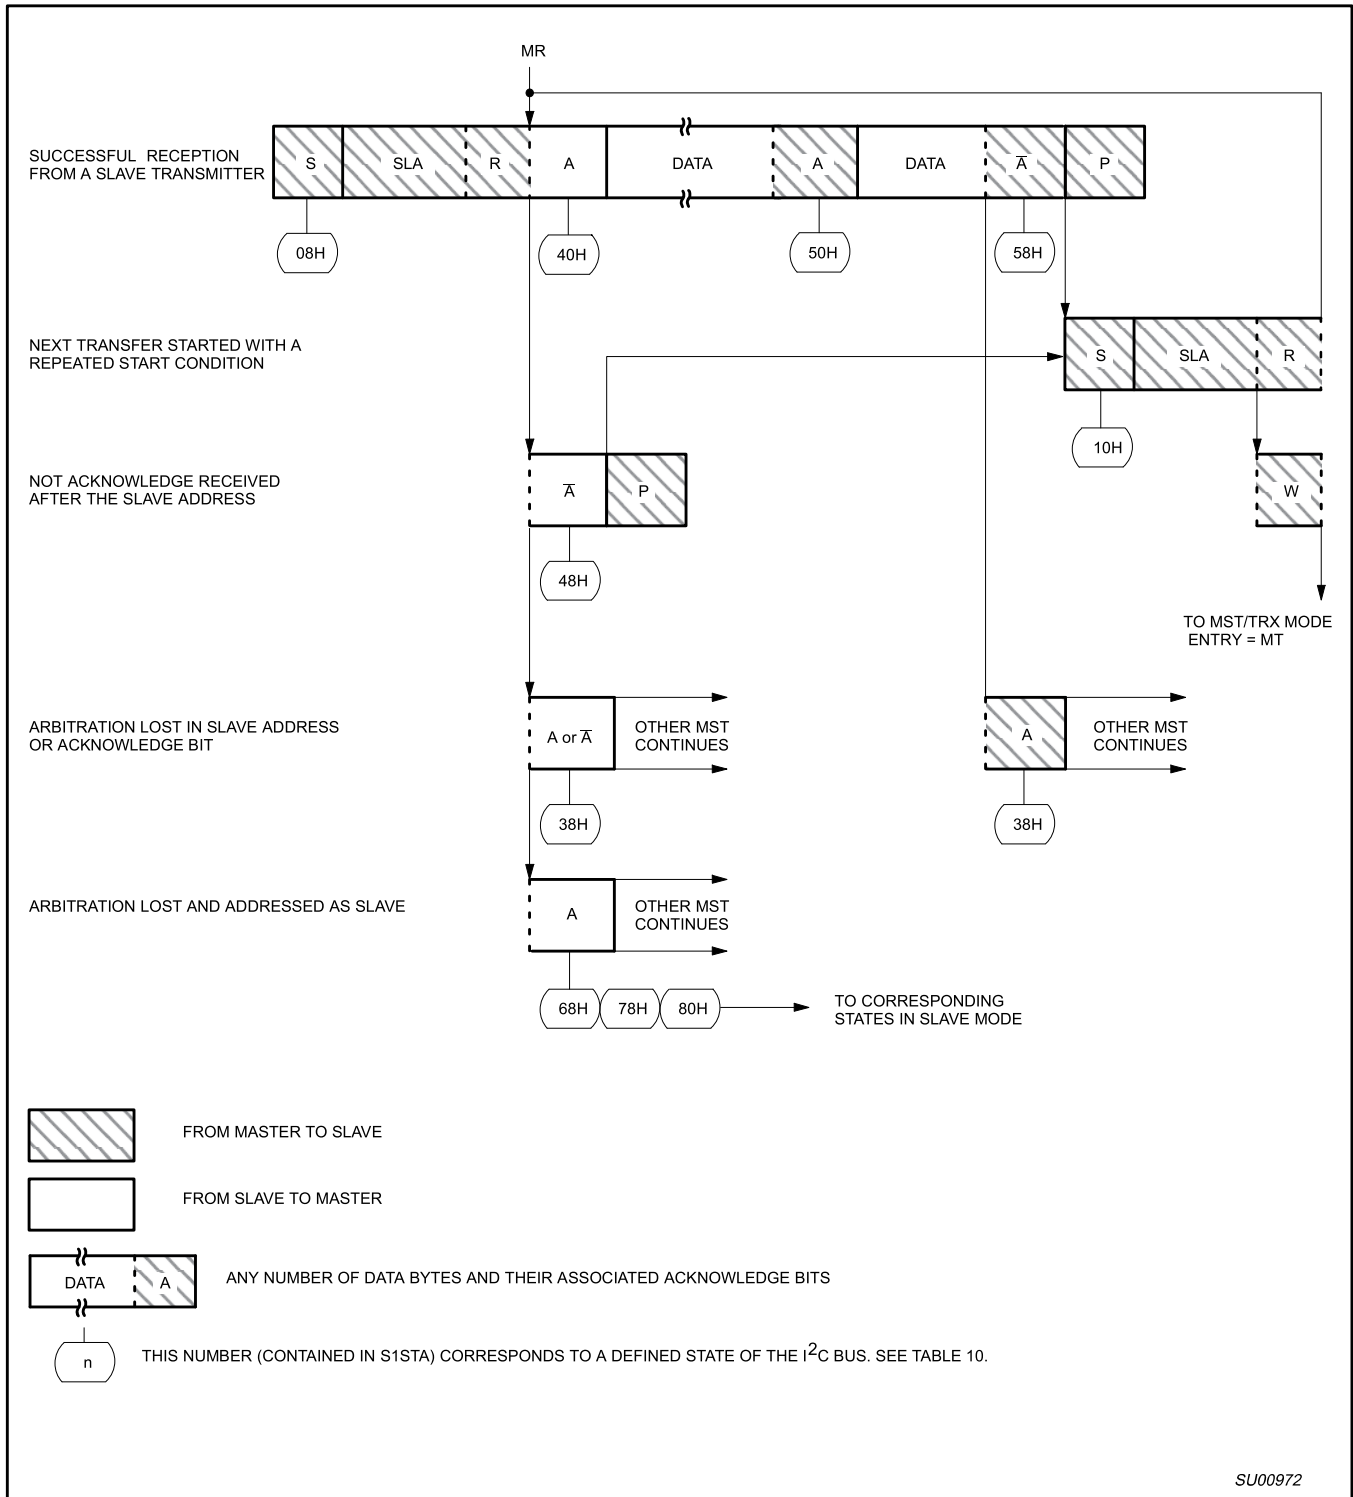 MR
SUCCESSFUL RECEPTION
FROM A SLAVE TRANSMITTER
S SLA R A DATA A DATA A̅ P
08H 40H 50H 58H
NEXT TRANSFER STARTED WITH A
REPEATED START CONDITION
S SLA R
10H
NOT ACKNOWLEDGE RECEIVED
AFTER THE SLAVE ADDRESS
A̅ P
W
48H
TO MST/TRX MODE
ENTRY = MT
ARBITRATION LOST IN SLAVE ADDRESS
OR ACKNOWLEDGE BIT
A or A̅
OTHER MST
CONTINUES
A
OTHER MST
CONTINUES
38H 38H
ARBITRATION LOST AND ADDRESSED AS SLAVE
A
OTHER MST
CONTINUES
68H 78H 80H
TO CORRESPONDING
STATES IN SLAVE MODE
FROM MASTER TO SLAVE
FROM SLAVE TO MASTER
DATA A ANY NUMBER OF DATA BYTES AND THEIR ASSOCIATED ACKNOWLEDGE BITS
n THIS NUMBER (CONTAINED IN S1STA) CORRESPONDS TO A DEFINED STATE OF THE I²C BUS. SEE TABLE 10.
SU00972